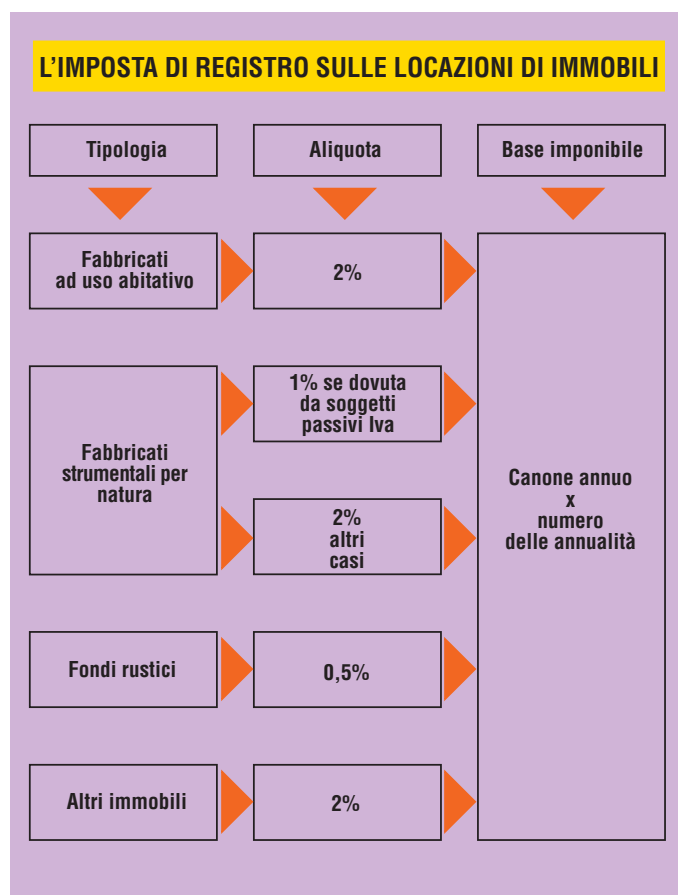 L'IMPOSTA DI REGISTRO SULLE LOCAZIONI DI IMMOBILI
Tipologia
Aliquota
Base imponibile
Fabbricati
ad uso abitativo
2%
Fabbricati
strumentali per
natura
1% se dovuta
da soggetti
passivi Iva
2%
altri
casi
Fondi rustici
0,5%
Altri immobili
2%
Canone annuo
x
numero
delle annualità